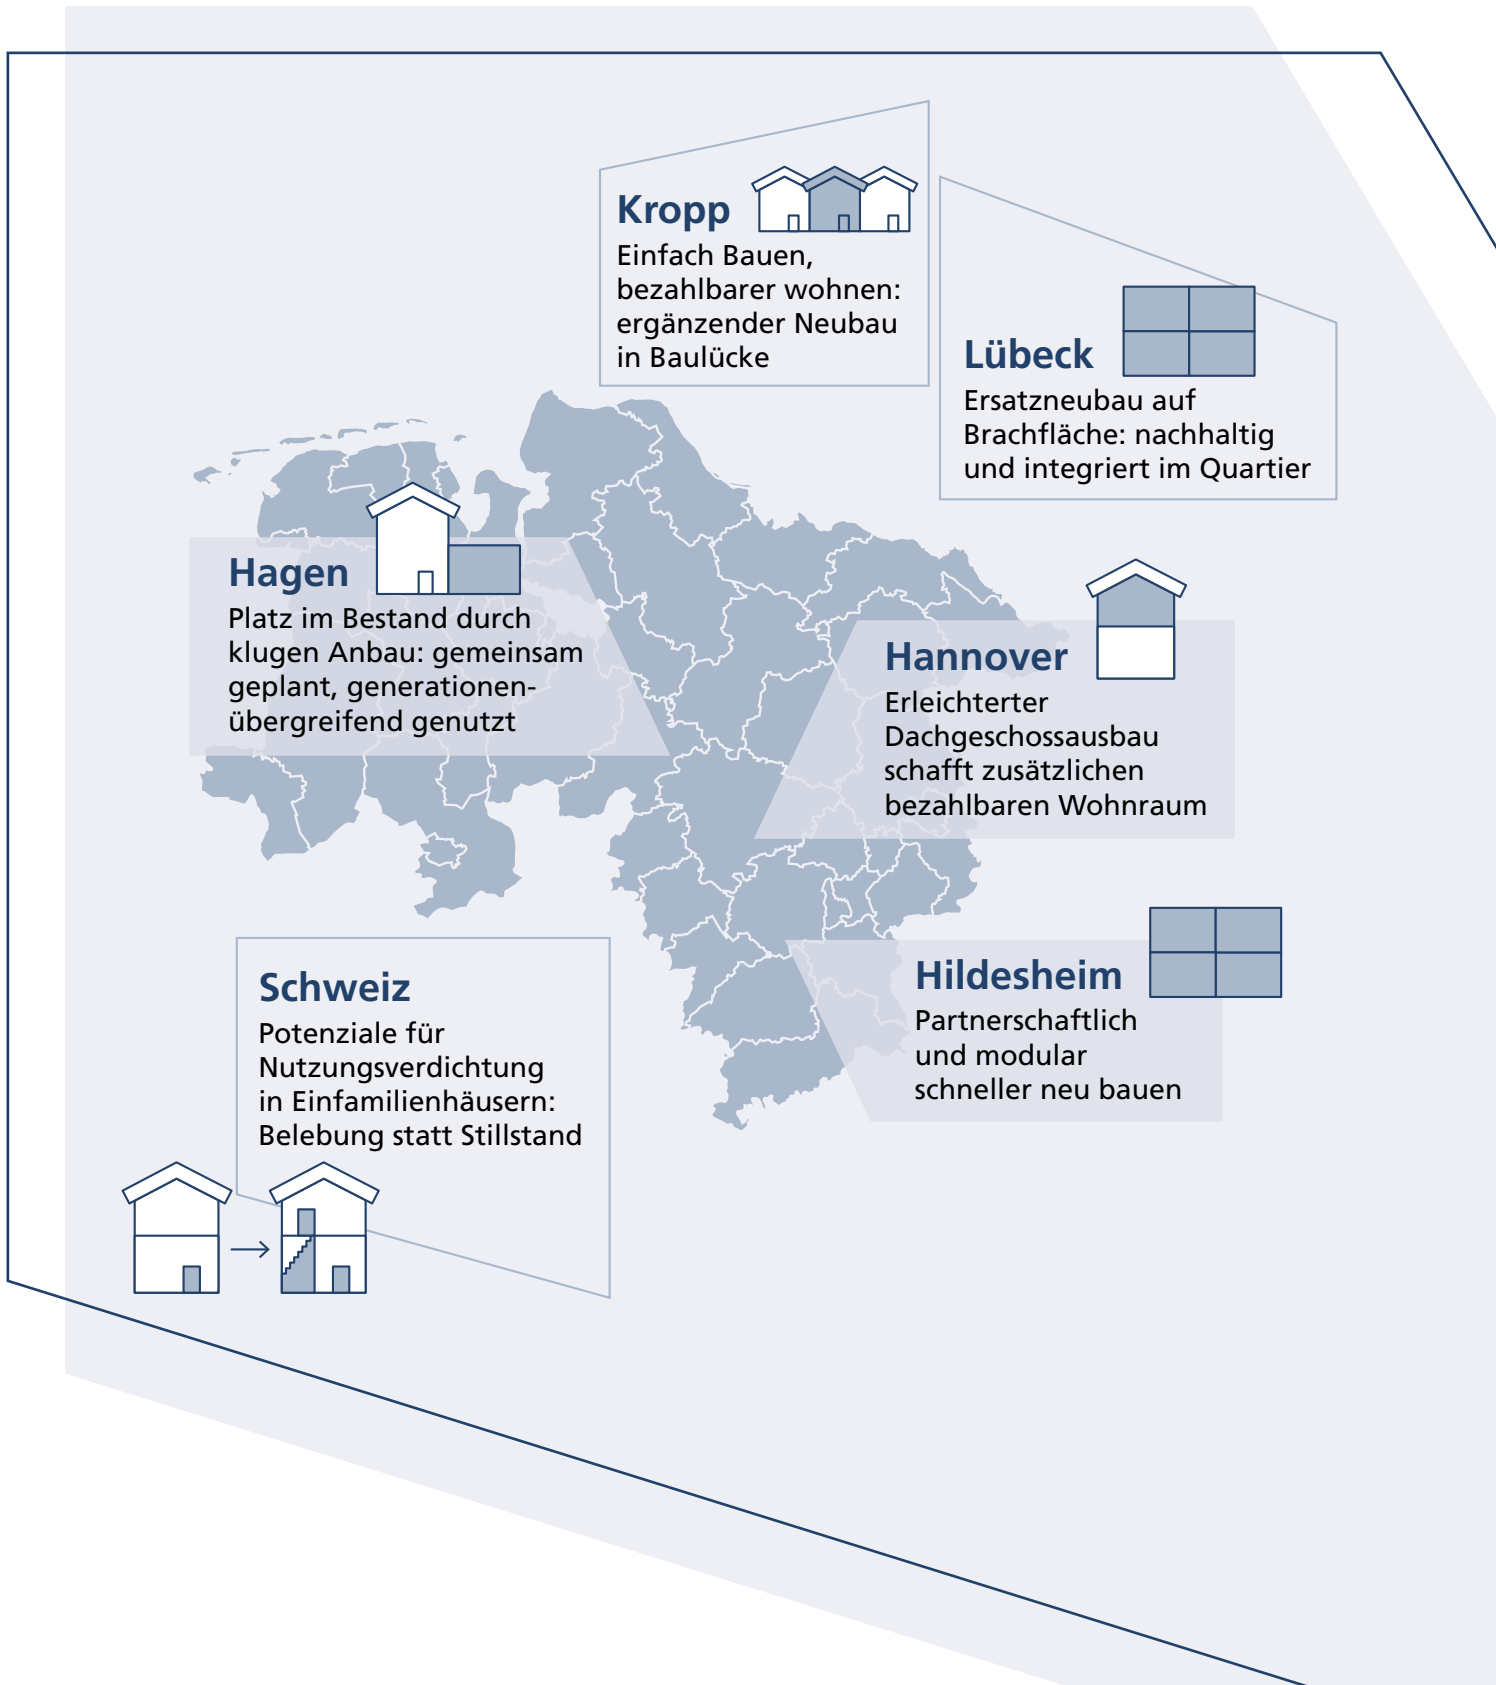 Kropp
Einfach Bauen,
bezahlbarer wohnen:
ergänzender Neubau
in Baulücke
Lübeck
Ersatzneubau auf
Brachfläche: nachhaltig
und integriert im Quartier
Hagen
Platz im Bestand durch
klugen Anbau: gemeinsam
geplant, generationen-
übergreifend genutzt
Hannover
Erleichterter
Dachgeschossausbau
schafft zusätzlichen
bezahlbaren Wohnraum
Hildesheim
Partnerschaftlich
und modular
schneller neu bauen
Schweiz
Potenziale für
Nutzungsverdichtung
in Einfamilienhäusern:
Belebung statt Stillstand